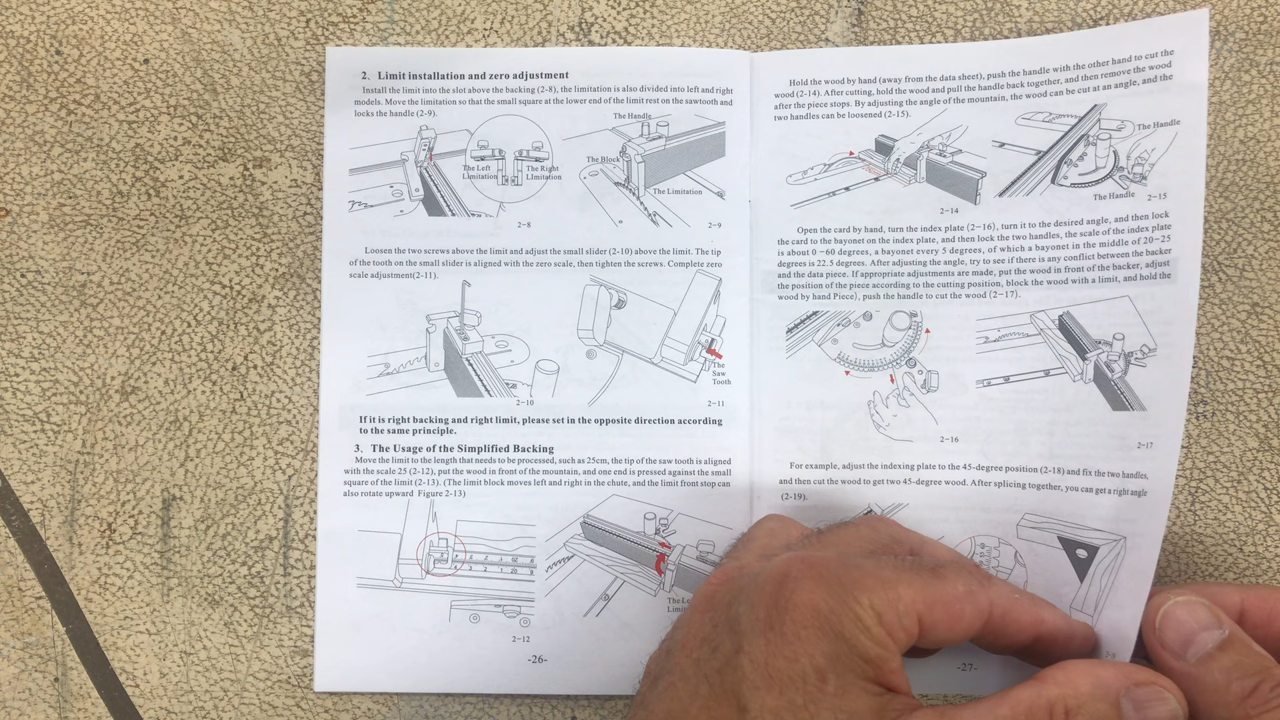 2、Limit installation and zero adjustment
Install the limit into the slot above the backing (2-8), the limitation is also divided into left and right
models. Move the limitation so that the small square at the lower end of the limit rest on the sawtooth and
locks the handle (2-9).
The Handle
The Block
The Left
Limitation
The Right
LImitation
The Limitation
2-8
2-9
Loosen the two screws above the limit and adjust the small slider (2-10) above the limit. The tip
of the tooth on the small slider is aligned with the zero scale, then tighten the screws. Complete zero
scale adjustment(2-11).
The
Saw
Tooth
2-10
2-11
If it is right backing and right limit, please set in the opposite direction according
to the same principle.
3、The Usage of the Simplified Backing
Move the limit to the length that needs to be processed, such as 25cm, the tip of the saw tooth is aligned
with the scale 25 (2-12), put the wood in front of the mountain, and one end is pressed against the small
square of the limit (2-13). (The limit block moves left and right in the chute, and the limit front stop can
also rotate upward Figure 2-13)
The
2-12
-26-
Hold the wood by hand (away from the data sheet), push the handle with the other hand to cut the
wood (2-14). After cutting, hold the wood and pull the handle back together, and then remove the wood
after the piece stops. By adjusting the angle of the mountain, the wood can be cut at an angle, and the
two handles can be loosened (2-15).
The Handle
The Handle
2-14
2-15
Open the card by hand, turn the index plate (2-16), turn it to the desired angle, and then lock
the card to the bayonet on the index plate, and then lock the two handles, the scale of the index plate
is about 0 -60 degrees, a bayonet every 5 degrees, of which a bayonet in the middle of 20-25
degrees is 22.5 degrees. After adjusting the angle, try to see if there is any conflict between the backer
and the data piece. If appropriate adjustments are made, put the wood in front of the backer, adjust
the position of the piece according to the cutting position, block the wood with a limit, and hold the
wood by hand Piece), push the handle to cut the wood (2-17).
2-16
2-17
For example, adjust the indexing plate to the 45-degree position (2-18) and fix the two handles,
and then cut the wood to get two 45-degree wood. After splicing together, you can get a right angle
(2-19).
-27-